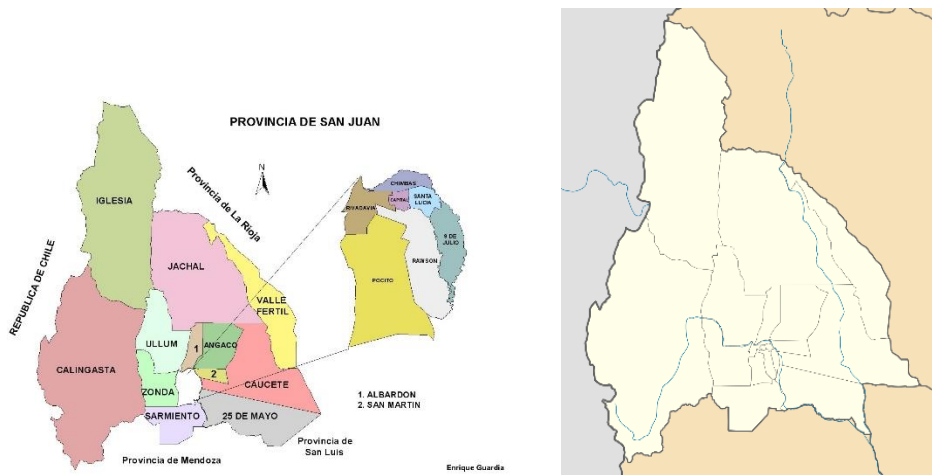 PROVINCIA DE SAN JUAN
N
Provincia de La Rioja
REPUBLICA DE CHILE
IGLESIA
JACHAL
VALLE
FERTIL
CALINGASTA
ULLUM
1
ANGACO
2
ZONDA
CAUCETE
SARMIENTO
25 DE MAYO
CHIMBAS
RIVADAVIA
CAPITAL
SANTA
LUCIA
9 DE
JULIO
RAWSON
POCITO
1. ALBARDON
2. SAN MARTIN
Provincia de
San Luis
Provincia de Mendoza
Enrique Guardia